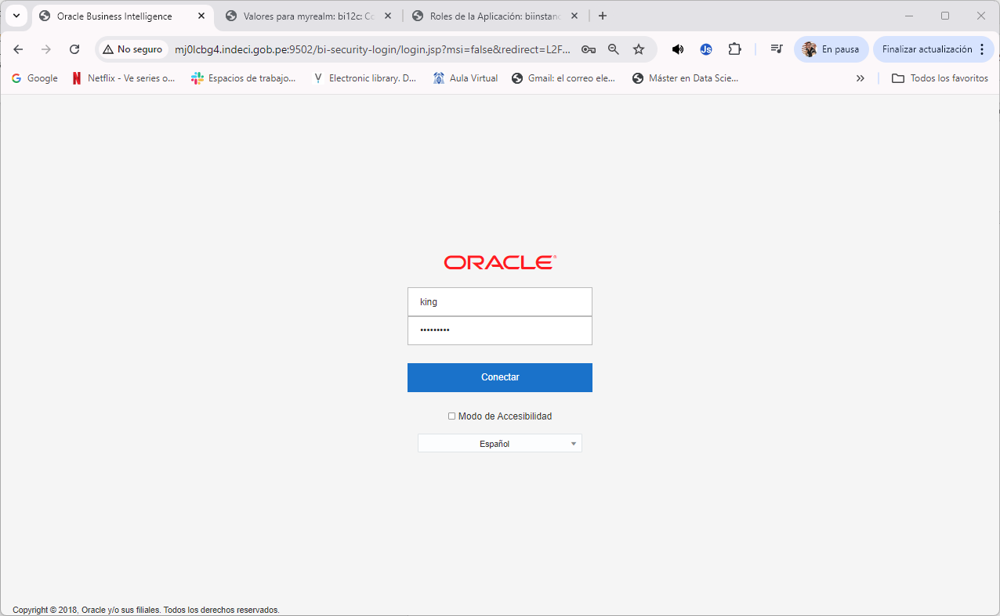 Oracle Business Intelligence
Valores para myrealm: bi12c: Co
Roles de la Aplicación: biinstanc
No seguro
mj0lcbg4.indeci.gob.pe:9502/bi-security-login/login.jsp?msi=false&redirect=L2F...
Js
En pausa
Finalizar actualización
Google
Netflix - Ve series o...
Espacios de trabajo...
Electronic library. D...
Aula Virtual
Gmail: el correo ele...
Máster en Data Scie...
Todos los favoritos
ORACLE
king
•••••••••
Conectar
Modo de Accesibilidad
Español
Copyright © 2018, Oracle y/o sus filiales. Todos los derechos reservados.